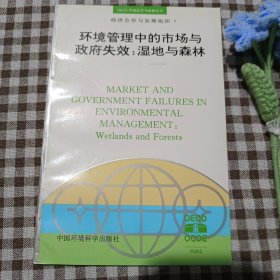 经济合作与发展组织
环境管理中的市场与
政府失效:湿地与森林
MARKET AND
GOVERNMENT FAILURES IN
ENVIRONMENTAL
MANAGEMENT:
Wetlands and Forests
OECD
OCDE
PARIS
中国环境科学出版社